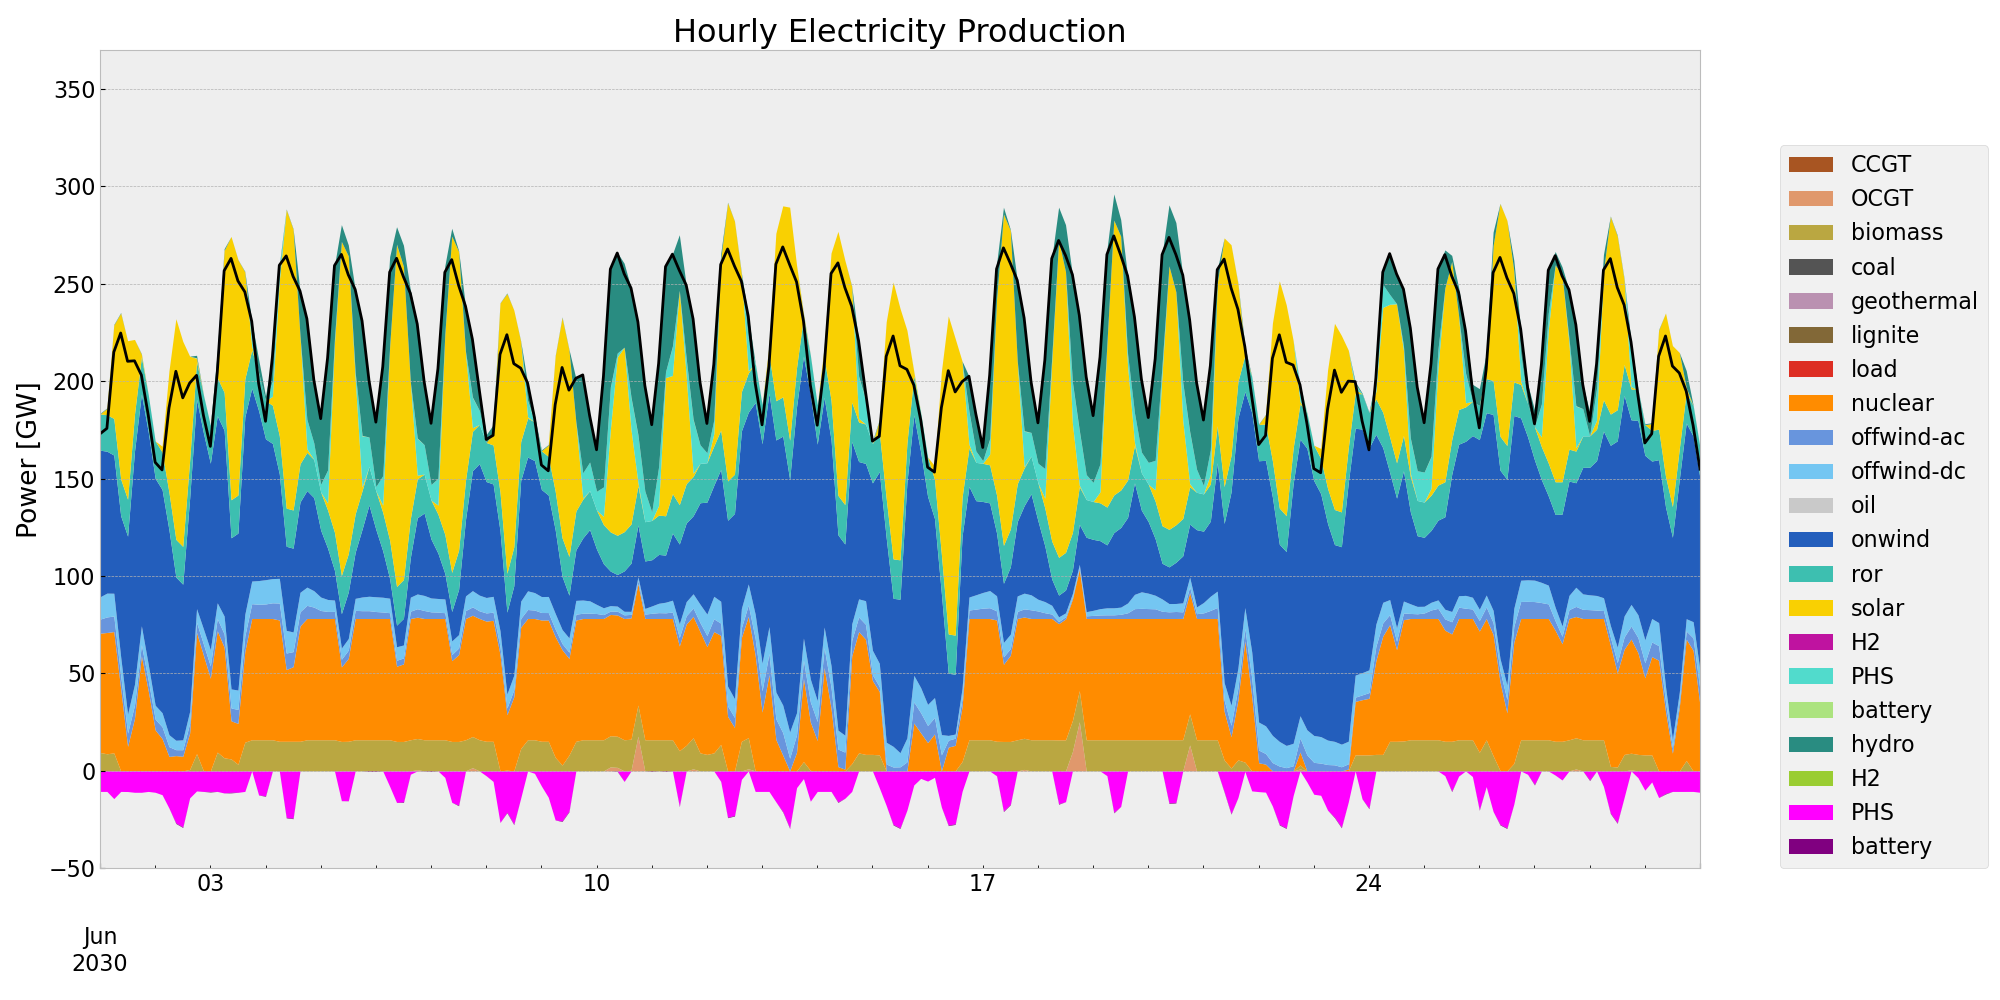 Hourly Electricity Production
Power [GW]
350
300
250
200
150
100
50
0
−50
03
10
17
24
Jun
2030
CCGT
OCGT
biomass
coal
geothermal
lignite
load
nuclear
offwind-ac
offwind-dc
oil
onwind
ror
solar
H2
PHS
battery
hydro
H2
PHS
battery